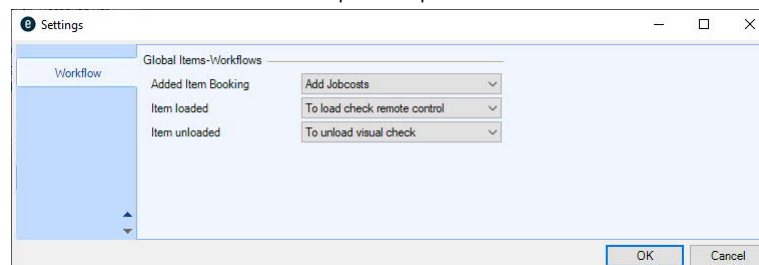 e Settings
Workflow
Global Items-Workflows
Added Item Booking Add Jobcosts
Item loaded To load check remote control
Item unloaded To unload visual check
OK Cancel